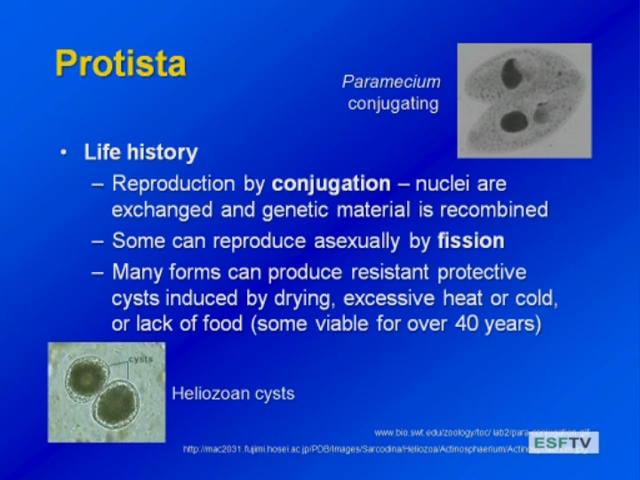 Protista
Paramecium
conjugating
• Life history
– Reproduction by conjugation – nuclei are
exchanged and genetic material is recombined
– Some can reproduce asexually by fission
– Many forms can produce resistant protective
cysts induced by drying, excessive heat or cold,
or lack of food (some viable for over 40 years)
cysts
Heliozoan cysts
www.bio.swt.edu/zoology/toc/ lab2/para
http://mac2031.fujimi.hosei.ac.jp/PDB/Images/Sarcodina/Heliozoa/Actinosphaerium/Actin
ESFTV